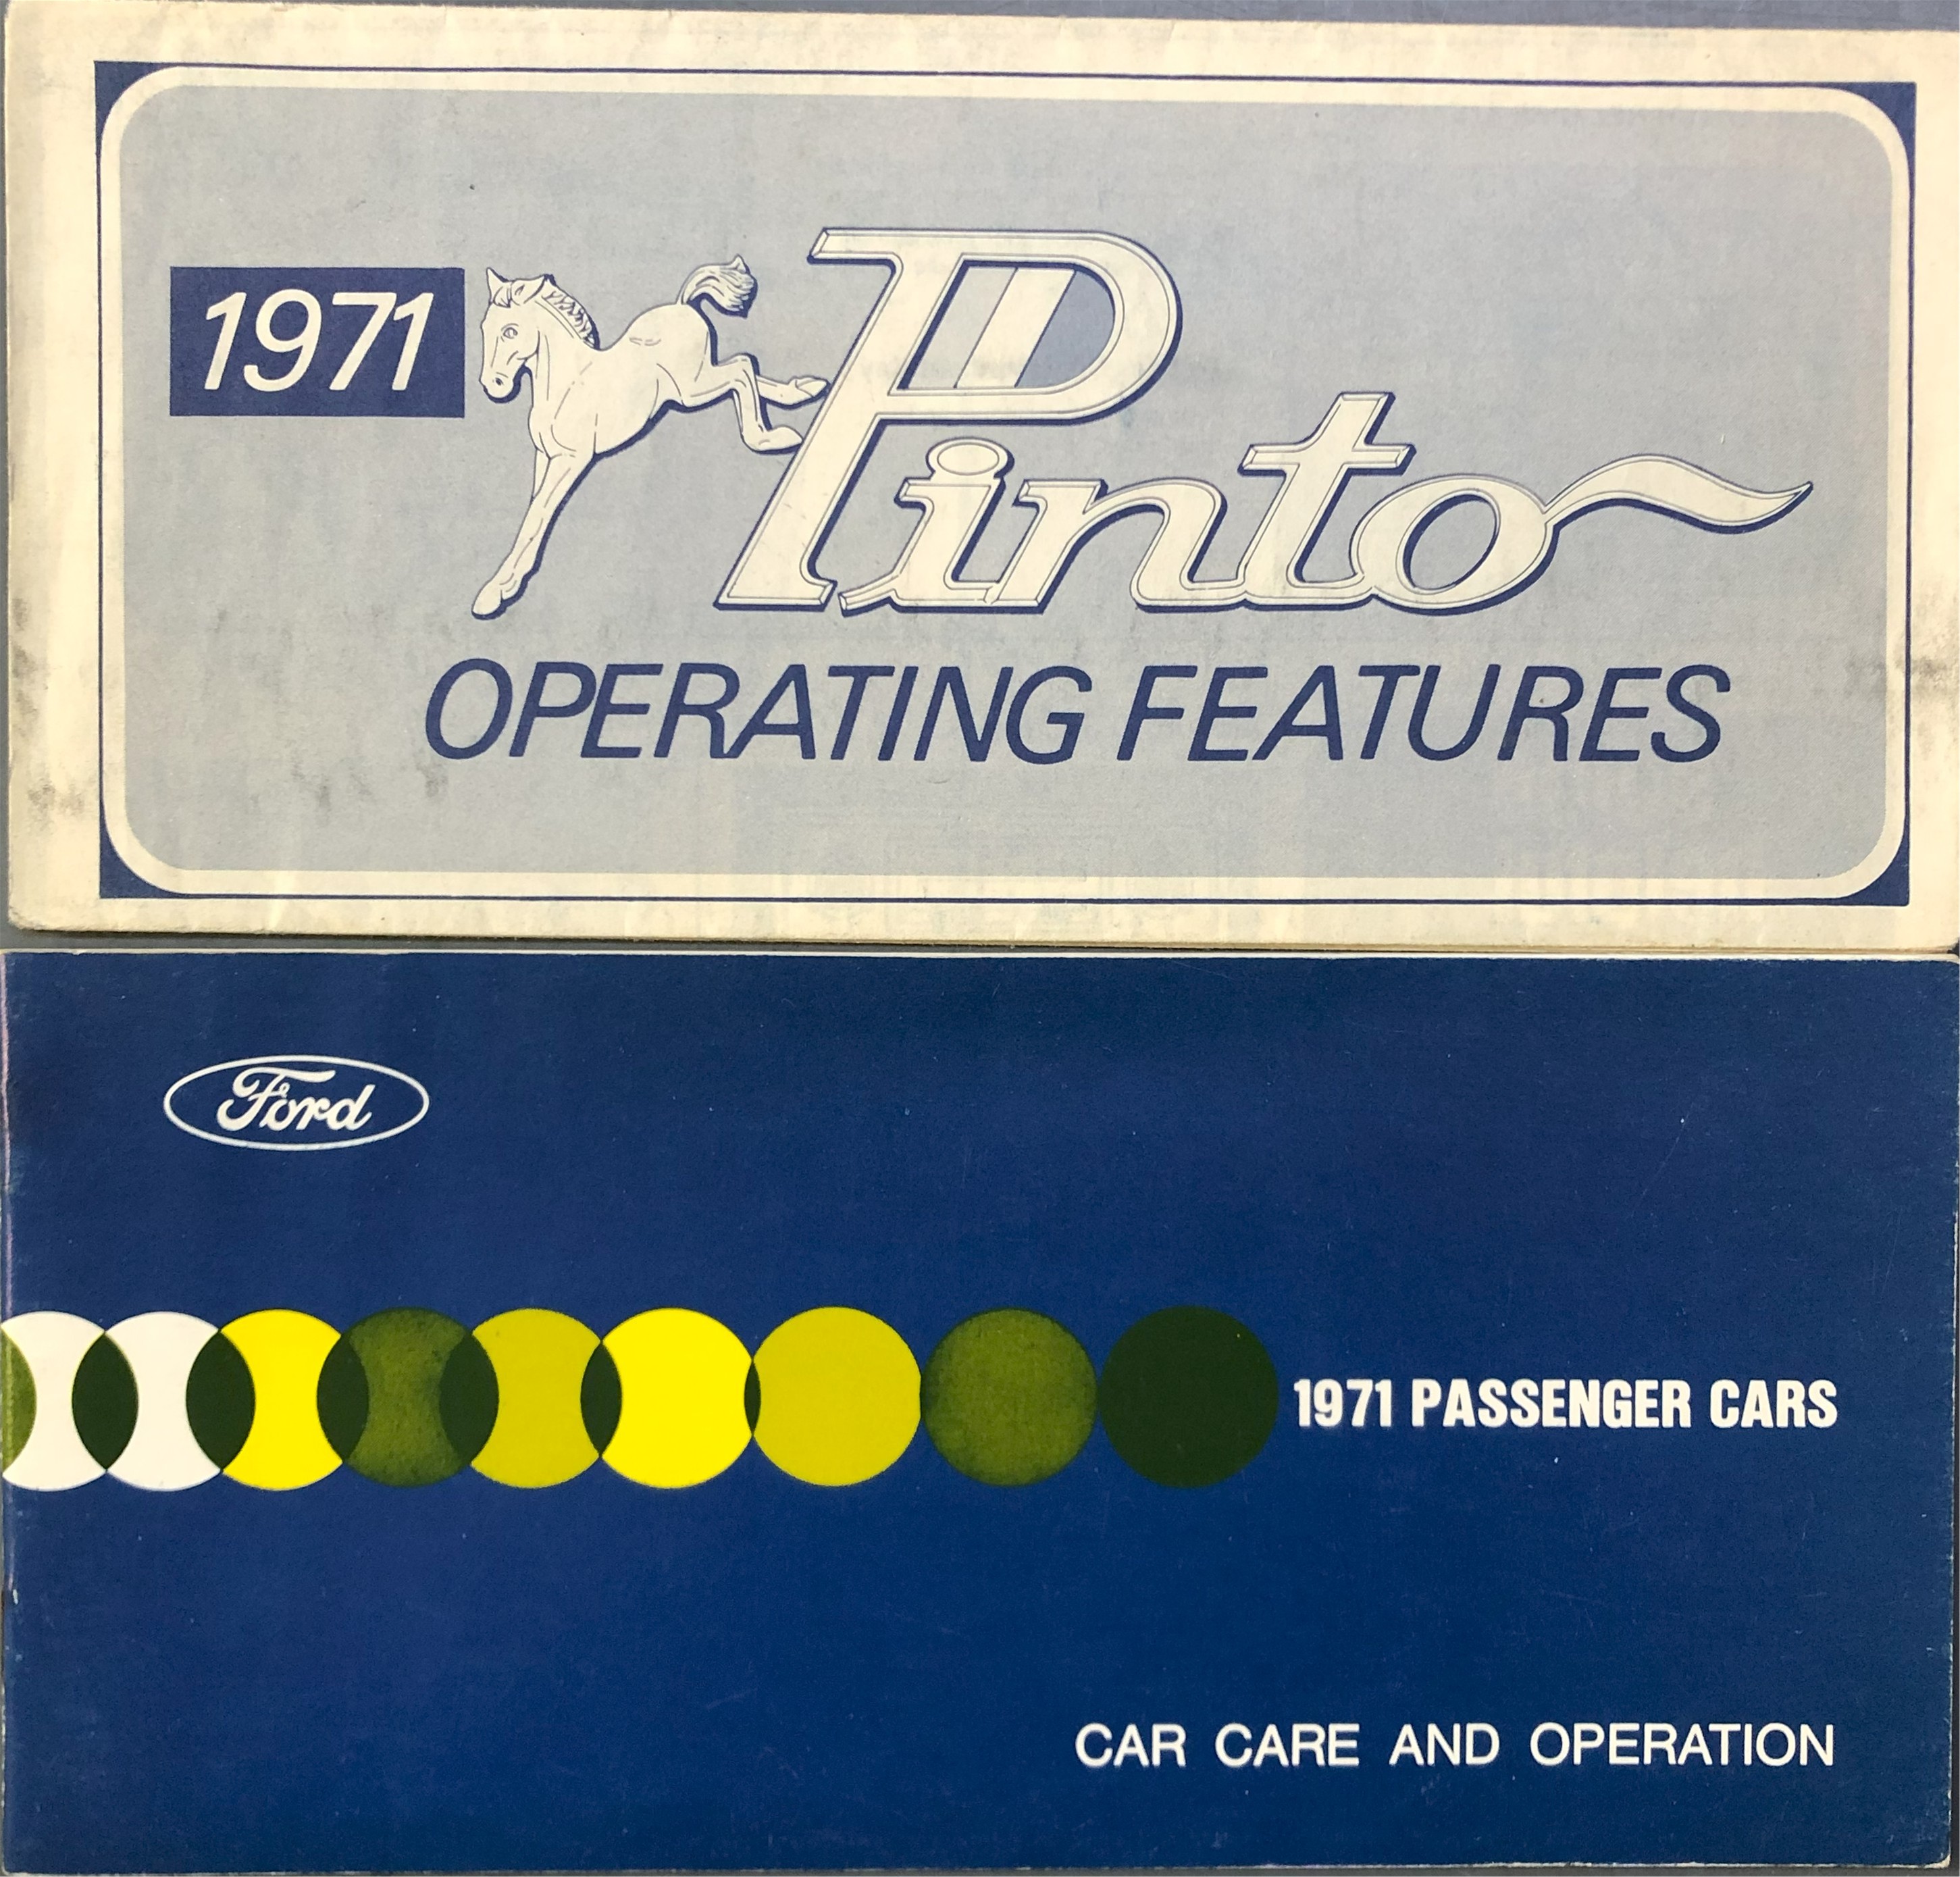 1971
Pinto
OPERATING FEATURES
Ford
1971 PASSENGER CARS
CAR CARE AND OPERATION